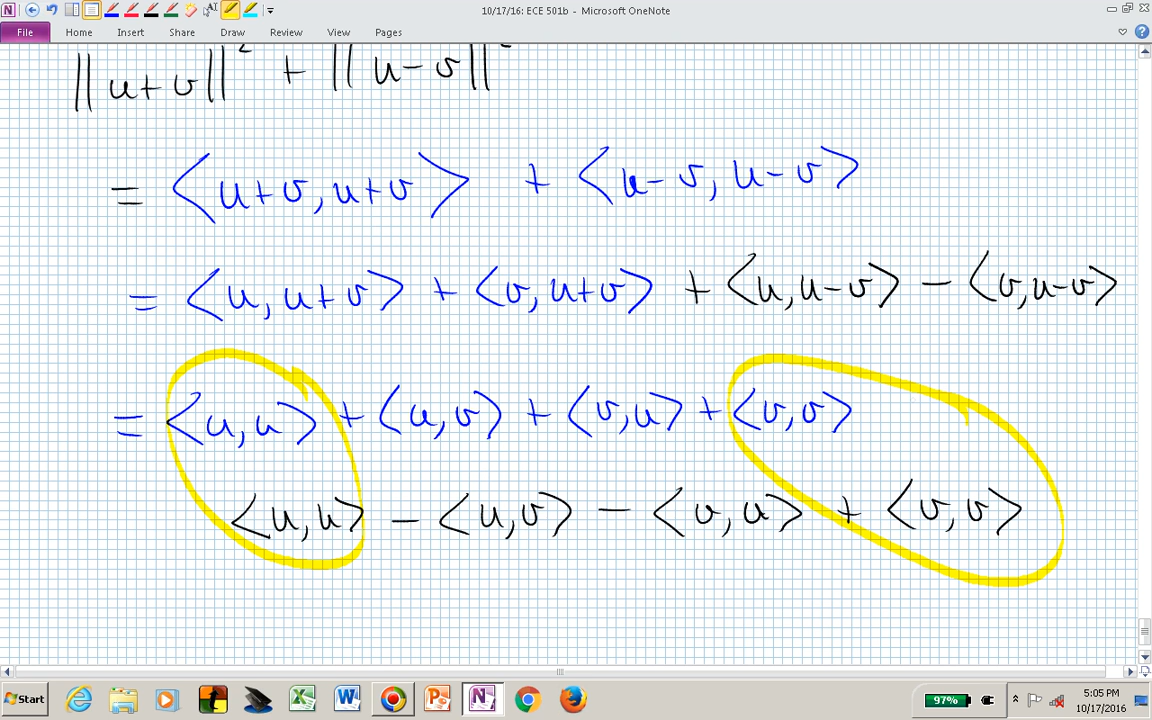 10/17/16: ECE 501b - Microsoft OneNote
File Home Insert Share Draw Review View Pages
||u+v||² + ||u-v||²
= <u+v, u+v> + <u-v, u-v>
= <u, u+v> + <v, u+v> + <u, u-v> - <v, u-v>
= <u, u> + <u, v> + <v, u> + <v, v>
<u, u> - <u, v> - <v, u> + <v, v>
Start 97% 5:05 PM
10/17/2016